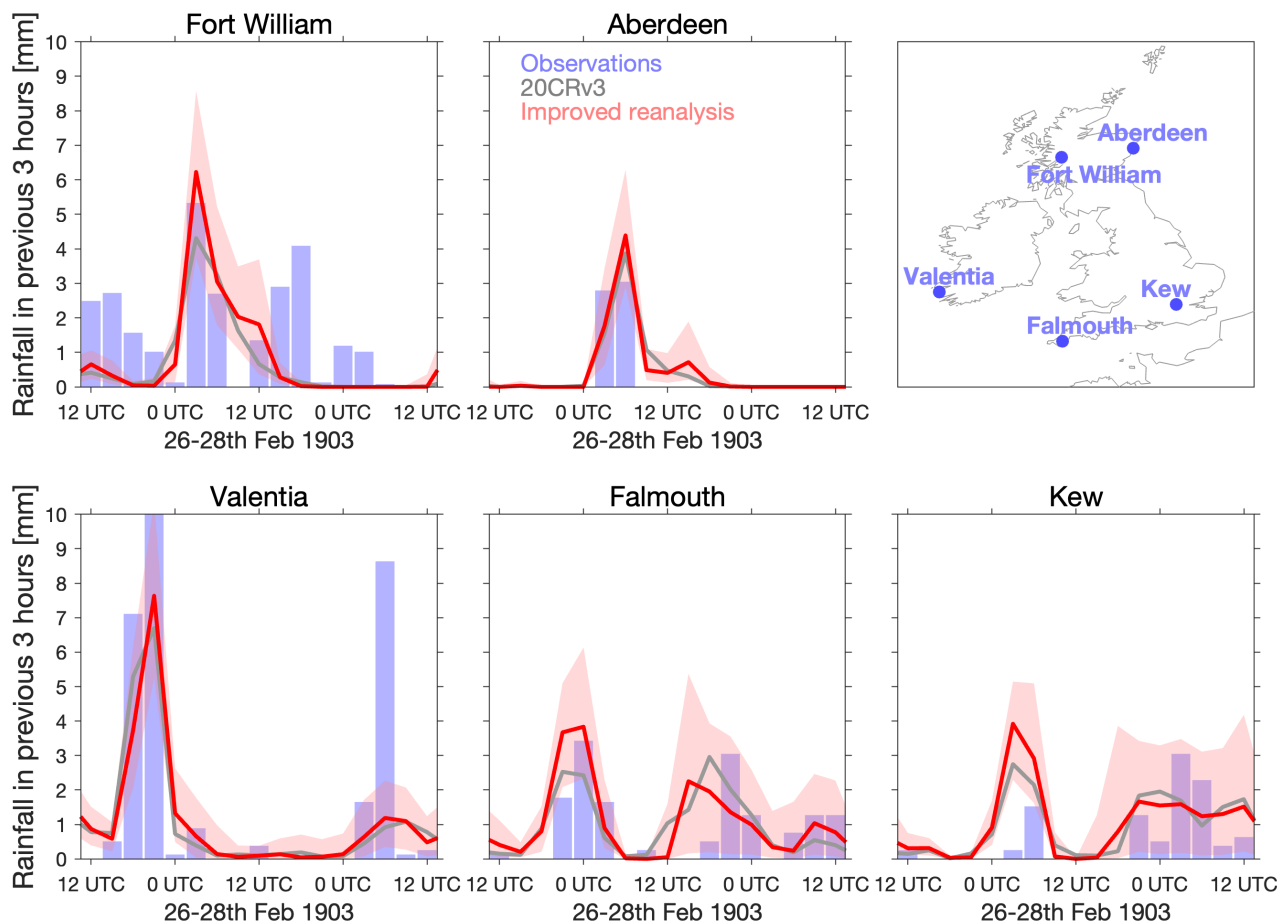 Fort William
Aberdeen
Rainfall in previous 3 hours [mm]
10
9
8
7
6
5
4
3
2
1
0
Observations
20CRv3
Improved reanalysis
Aberdeen
Fort William
Valentia
Kew
Falmouth
12 UTC 0 UTC 12 UTC 0 UTC 12 UTC
12 UTC 0 UTC 12 UTC 0 UTC 12 UTC
26-28th Feb 1903
26-28th Feb 1903
Valentia
Falmouth
Kew
Rainfall in previous 3 hours [mm]
10
9
8
7
6
5
4
3
2
1
0
12 UTC 0 UTC 12 UTC 0 UTC 12 UTC
12 UTC 0 UTC 12 UTC 0 UTC 12 UTC
12 UTC 0 UTC 12 UTC 0 UTC 12 UTC
26-28th Feb 1903
26-28th Feb 1903
26-28th Feb 1903